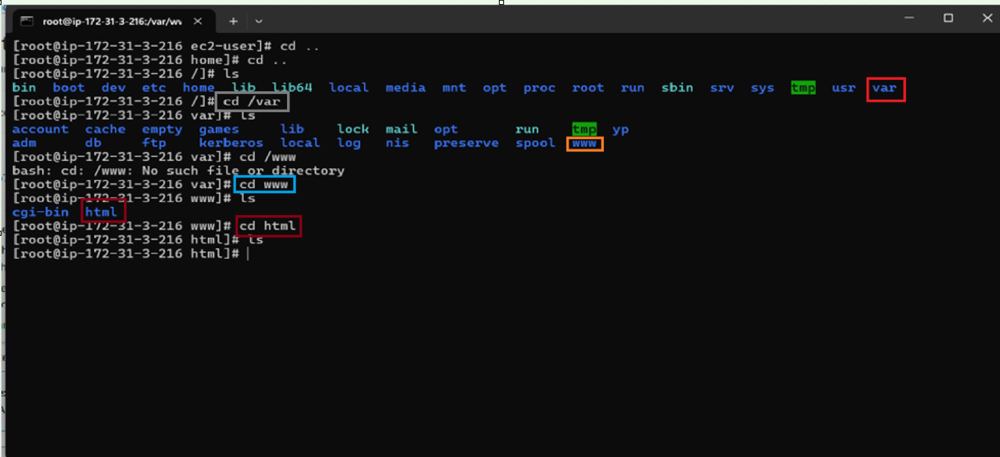 root@ip-172-31-3-216:/var/wv
[root@ip-172-31-3-216 ec2-user]# cd ..
[root@ip-172-31-3-216 home]# cd ..
[root@ip-172-31-3-216 /]# ls
bin boot dev etc home lib lib64 local media mnt opt proc root run sbin srv sys tmp usr var
[root@ip-172-31-3-216 /]# cd /var
[root@ip-172-31-3-216 var]# ls
account cache empty games lib lock mail opt run tmp yp
adm db ftp kerberos local log nis preserve spool www
[root@ip-172-31-3-216 var]# cd /www
bash: cd: /www: No such file or directory
[root@ip-172-31-3-216 var]# cd www
[root@ip-172-31-3-216 www]# ls
cgi-bin html
[root@ip-172-31-3-216 www]# cd html
[root@ip-172-31-3-216 html]# ls
[root@ip-172-31-3-216 html]#